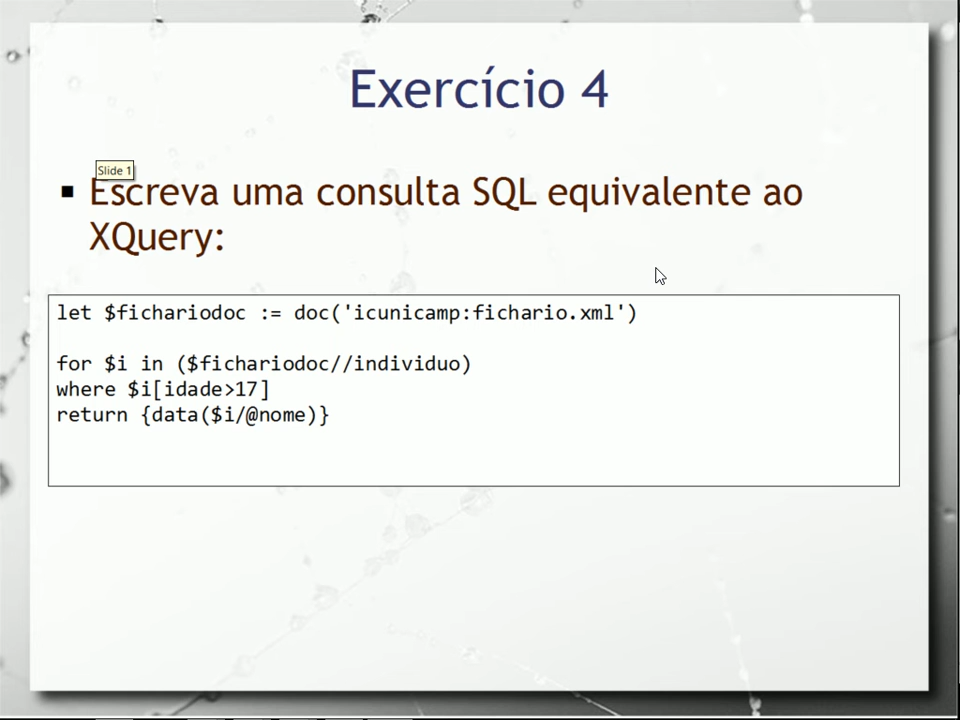 Exercício 4
Slide 1
▪ Escreva uma consulta SQL equivalente ao
XQuery:
let $fichariodoc := doc('icunicamp:fichario.xml')
for $i in ($fichariodoc//individuo)
where $i[idade>17]
return {data($i/@nome)}